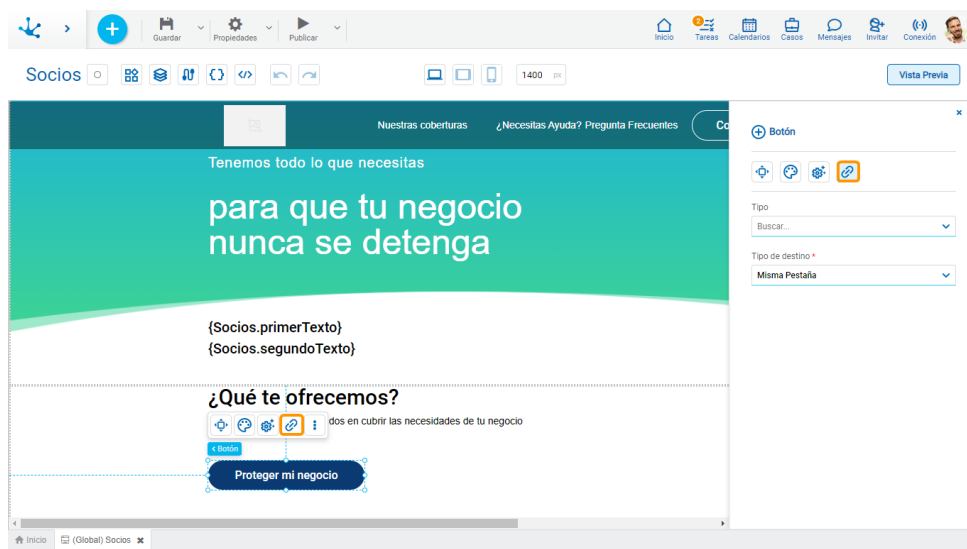 Guardar
Propiedades
Publicar
Inicio
2
Tareas
Calendarios
Casos
Mensajes
Invitar
Conexión
Socios
1400 px
Vista Previa
Nuestras coberturas
¿Necesitas Ayuda? Pregunta Frecuentes
Co
Tenemos todo lo que necesitas
para que tu negocio
nunca se detenga
{Socios.primerTexto}
{Socios.segundoTexto}
¿Qué te ofrecemos?
dos en cubrir las necesidades de tu negocio
< Botón
Proteger mi negocio
Botón
Tipo
Buscar...
Tipo de destino *
Misma Pestaña
Inicio
(Global) Socios